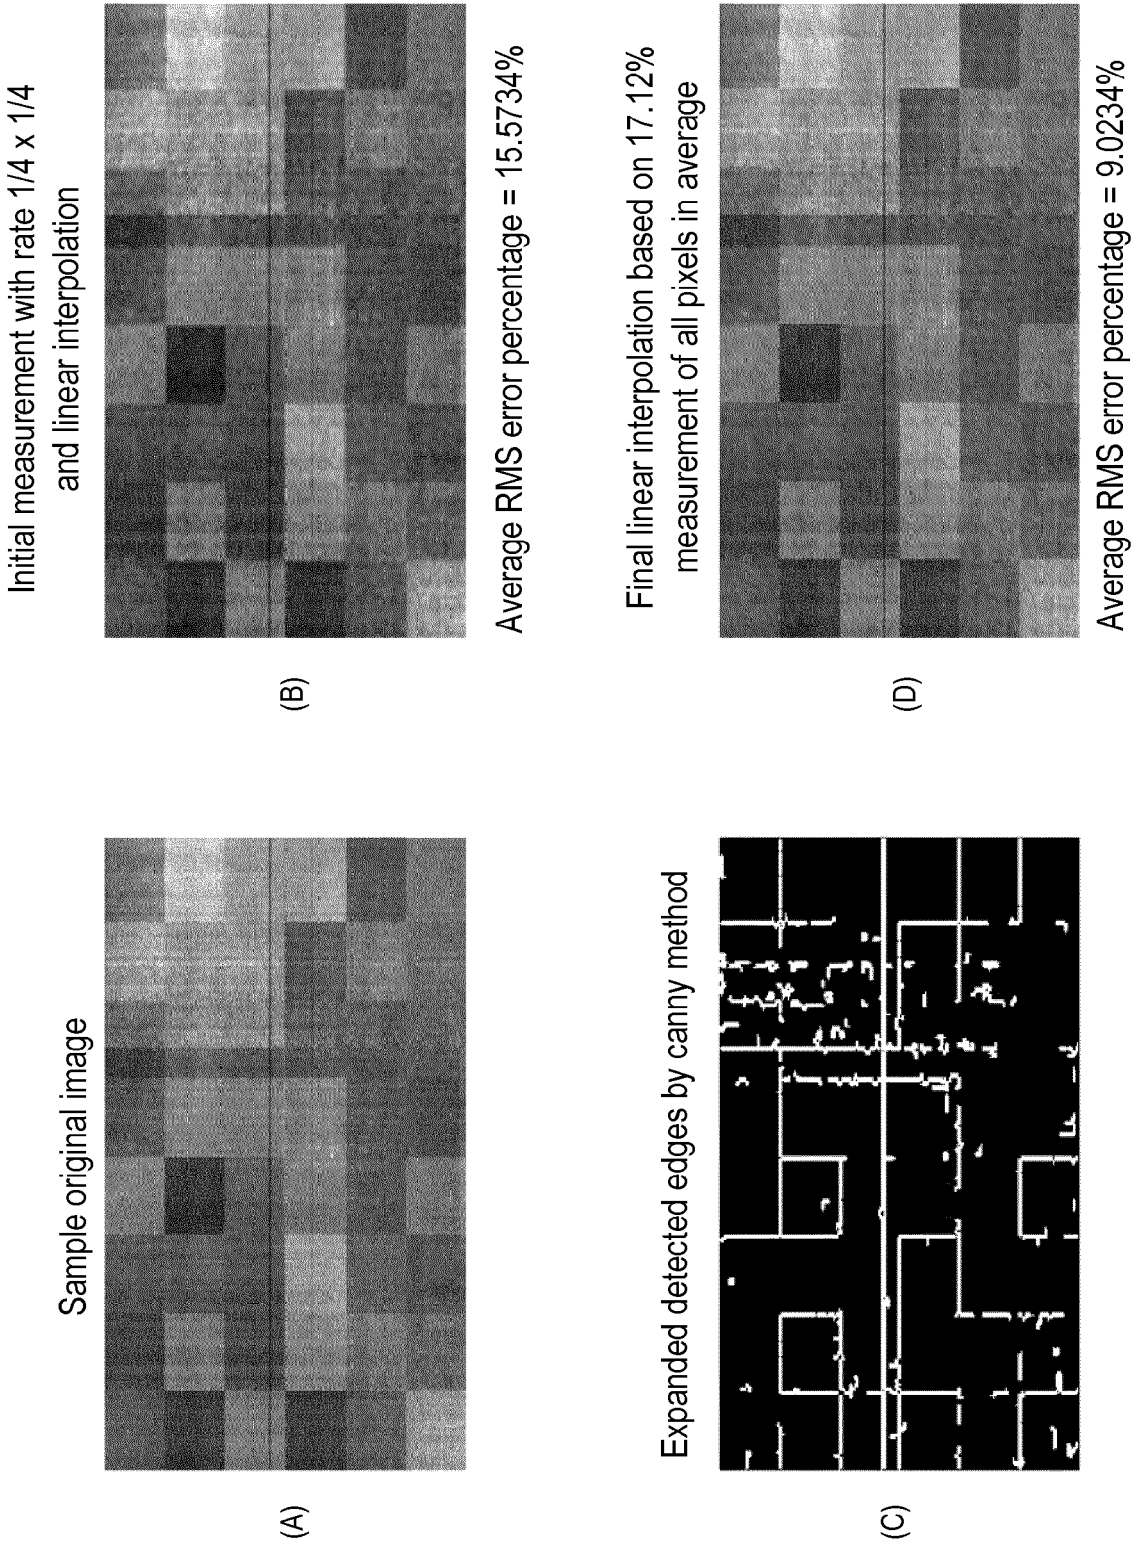 (A)
Sample original image
(B)
Initial measurement with rate 1/4 x 1/4
and linear interpolation
Average RMS error percentage = 15.5734%
(C)
Expanded detected edges by canny method
(D)
Final linear interpolation based on 17.12%
measurement of all pixels in average
Average RMS error percentage = 9.0234%